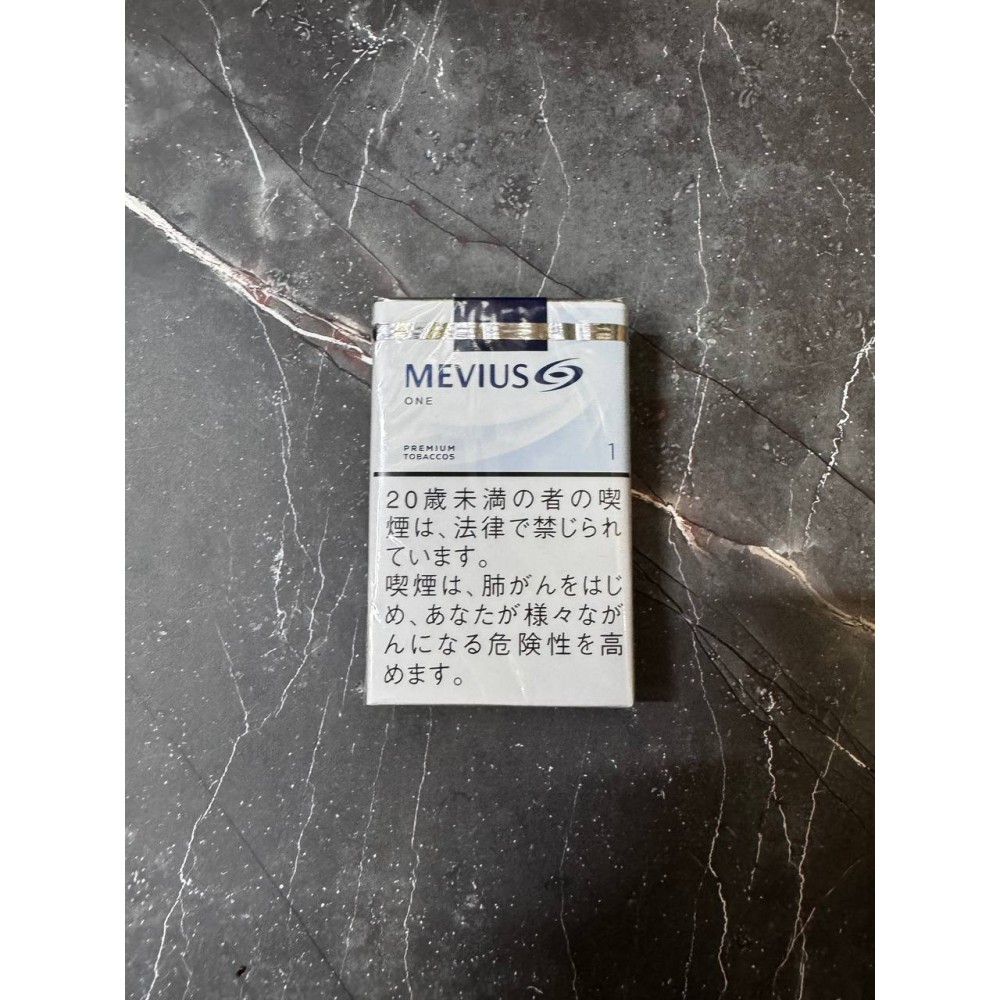 MEVIUS
ONE
PREMIUM
TOBACCOS
1
20歳未満の者の喫
煙は、法律で禁じられ
ています。
喫煙は、肺がんをはじ
め、あなたが様々なが
んになる危険性を高
めます。